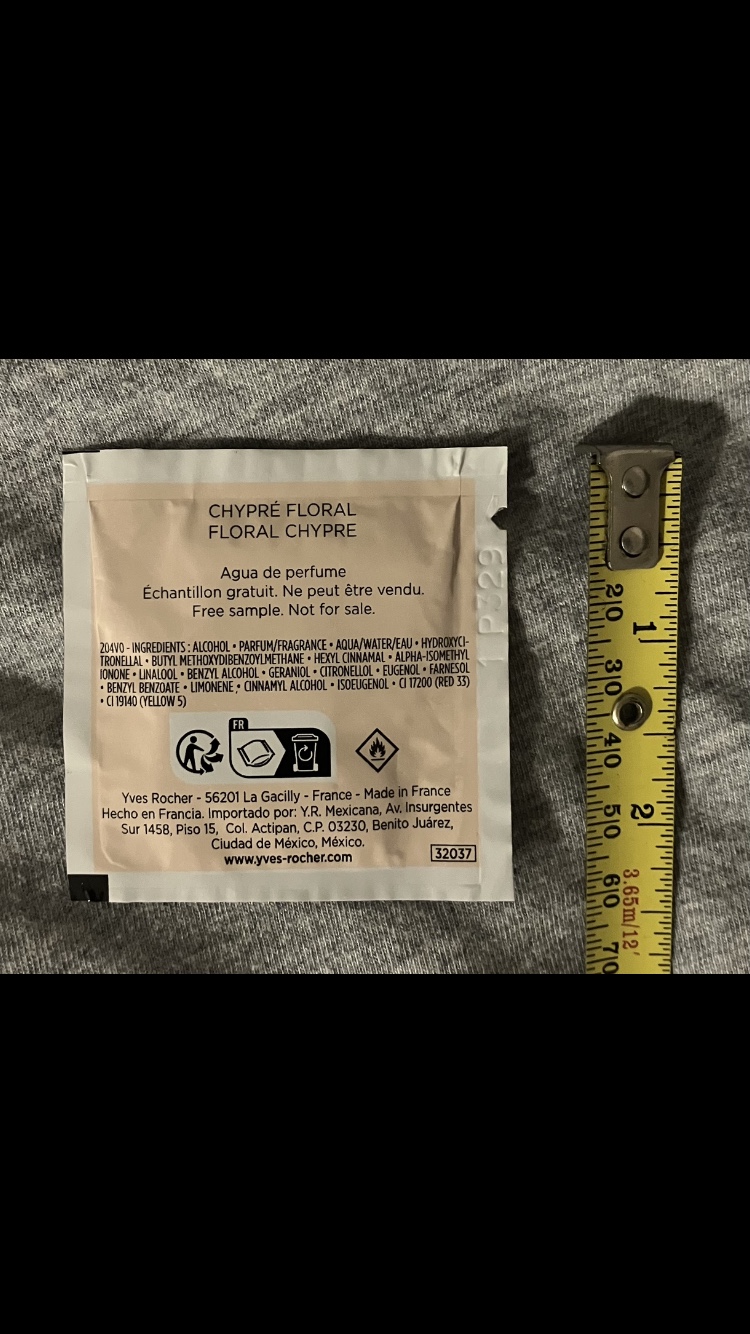 CHYPRÉ FLORAL
FLORAL CHYPRE
Agua de perfume
Échantillon gratuit. Ne peut être vendu.
Free sample. Not for sale.
204V0 - INGREDIENTS : ALCOHOL • PARFUM/FRAGRANCE • AQUA/WATER/EAU • HYDROXYCI-
TRONELLAL • BUTYL METHOXYDIBENZOYLMETHANE • HEXYL CINNAMAL • ALPHA-ISOMETHYL
IONONE • LINALOOL • BENZYL ALCOHOL • GERANIOL • CITRONELLOL • EUGENOL • FARNESOL
• BENZYL BENZOATE • LIMONENE • CINNAMYL ALCOHOL • ISOEUGENOL • CI 17200 (RED 33)
• CI 19140 (YELLOW 5)
FR
Yves Rocher - 56201 La Gacilly - France - Made in France
Hecho en Francia. Importado por: Y.R. Mexicana, Av. Insurgentes
Sur 1458, Piso 15, Col. Actipan, C.P. 03230, Benito Juárez,
Ciudad de México, México.
www.yves-rocher.com
32037
1 P329
20
1
30
40
2
50
3.65m/12'
60
70